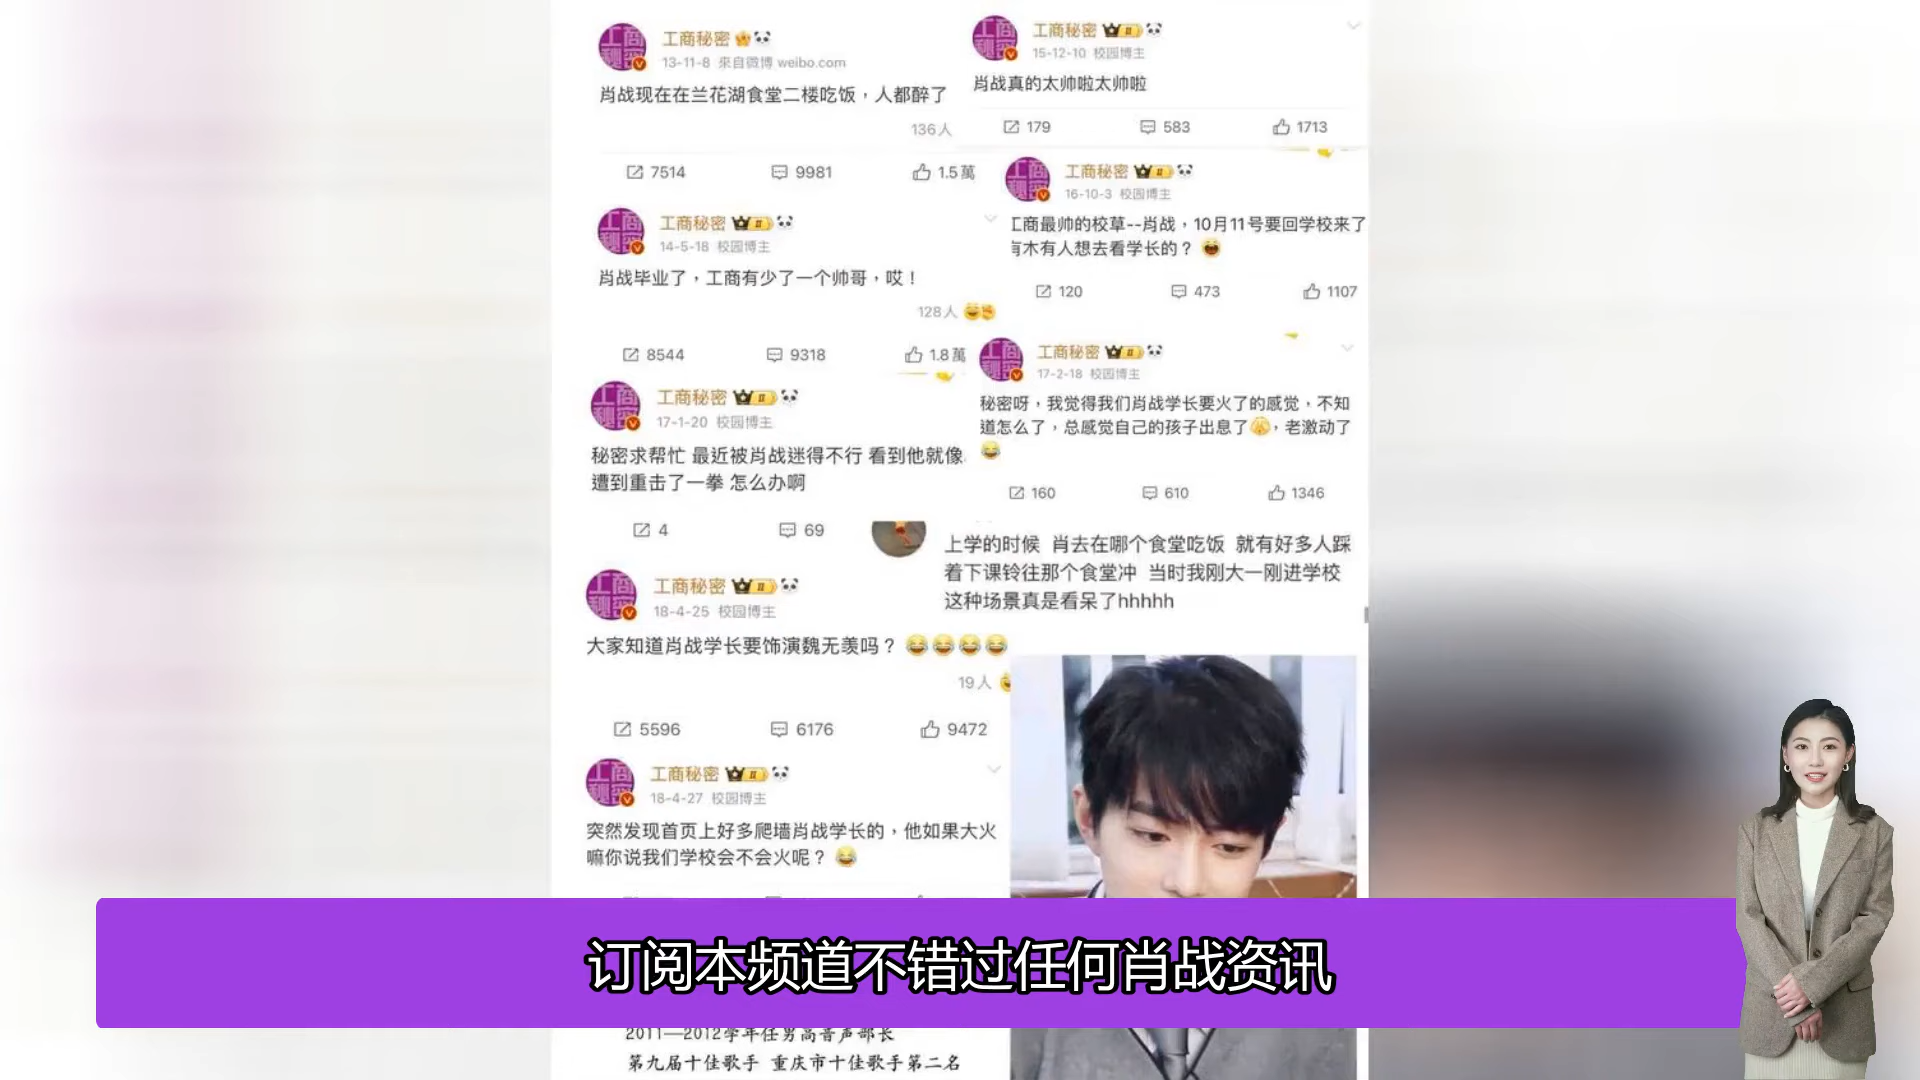 工商秘密
13-11-8 来自微博 weibo.com
肖战现在在兰花湖食堂二楼吃饭，人都醉了
136人
7514 9981 1.5萬
工商秘密
14-5-18 校园博主
肖战毕业了，工商有少了一个帅哥，哎！
128人
8544 9318 1.8萬
工商秘密
17-1-20 校园博主
秘密求帮忙 最近被肖战迷得不行 看到他就像
遭到重击了一拳 怎么办啊
4 69
工商秘密
18-4-25 校园博主
大家知道肖战学长要饰演魏无羡吗？
19人
5596 6176 9472
工商秘密
18-4-27 校园博主
突然发现首页上好多爬墙肖战学长的，他如果大火
嘛你说我们学校会不会火呢？
工商秘密
15-12-10 校园博主
肖战真的太帅啦太帅啦
179 583 1713
工商秘密
16-10-3 校园博主
工商最帅的校草--肖战，10月11号要回学校来了
有木有人想去看学长的？
120 473 1107
工商秘密
17-2-18 校园博主
秘密呀，我觉得我们肖战学长要火了的感觉，不知
道怎么了，总感觉自己的孩子出息了，老激动了
160 610 1346
上学的时候 肖去在哪个食堂吃饭 就有好多人踩
着下课铃往那个食堂冲 当时我刚大一刚进学校
这种场景真是看呆了hhhhh
订阅本频道不错过任何肖战资讯
2011—2012学年任男高音声部长
第九届十佳歌手 重庆市十佳歌手第二名